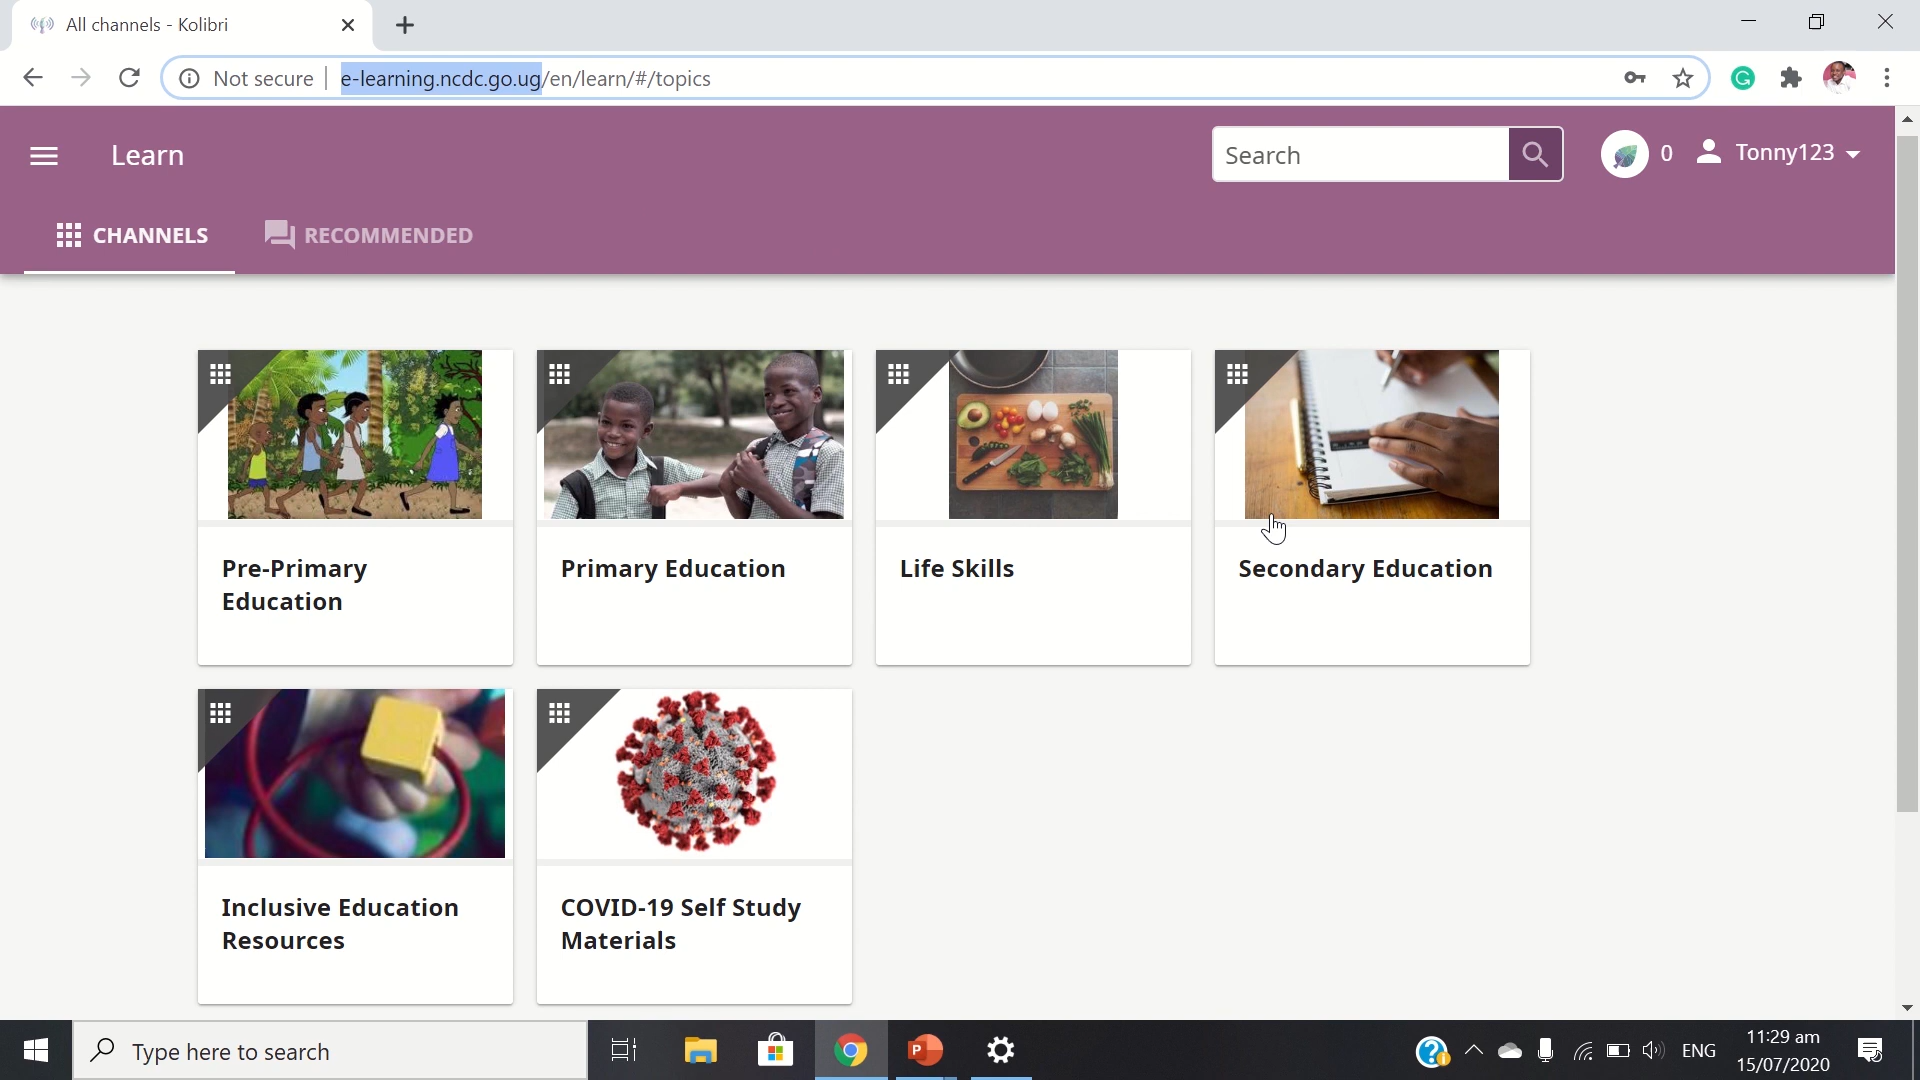 All channels - Kolibri
Not secure | e-learning.ncdc.go.ug/en/learn/#/topics
Learn
Search
0
Tonny123
CHANNELS
RECOMMENDED
Pre-Primary
Education
Primary Education
Life Skills
Secondary Education
Inclusive Education
Resources
COVID-19 Self Study
Materials
Type here to search
ENG
11:29 am
15/07/2020